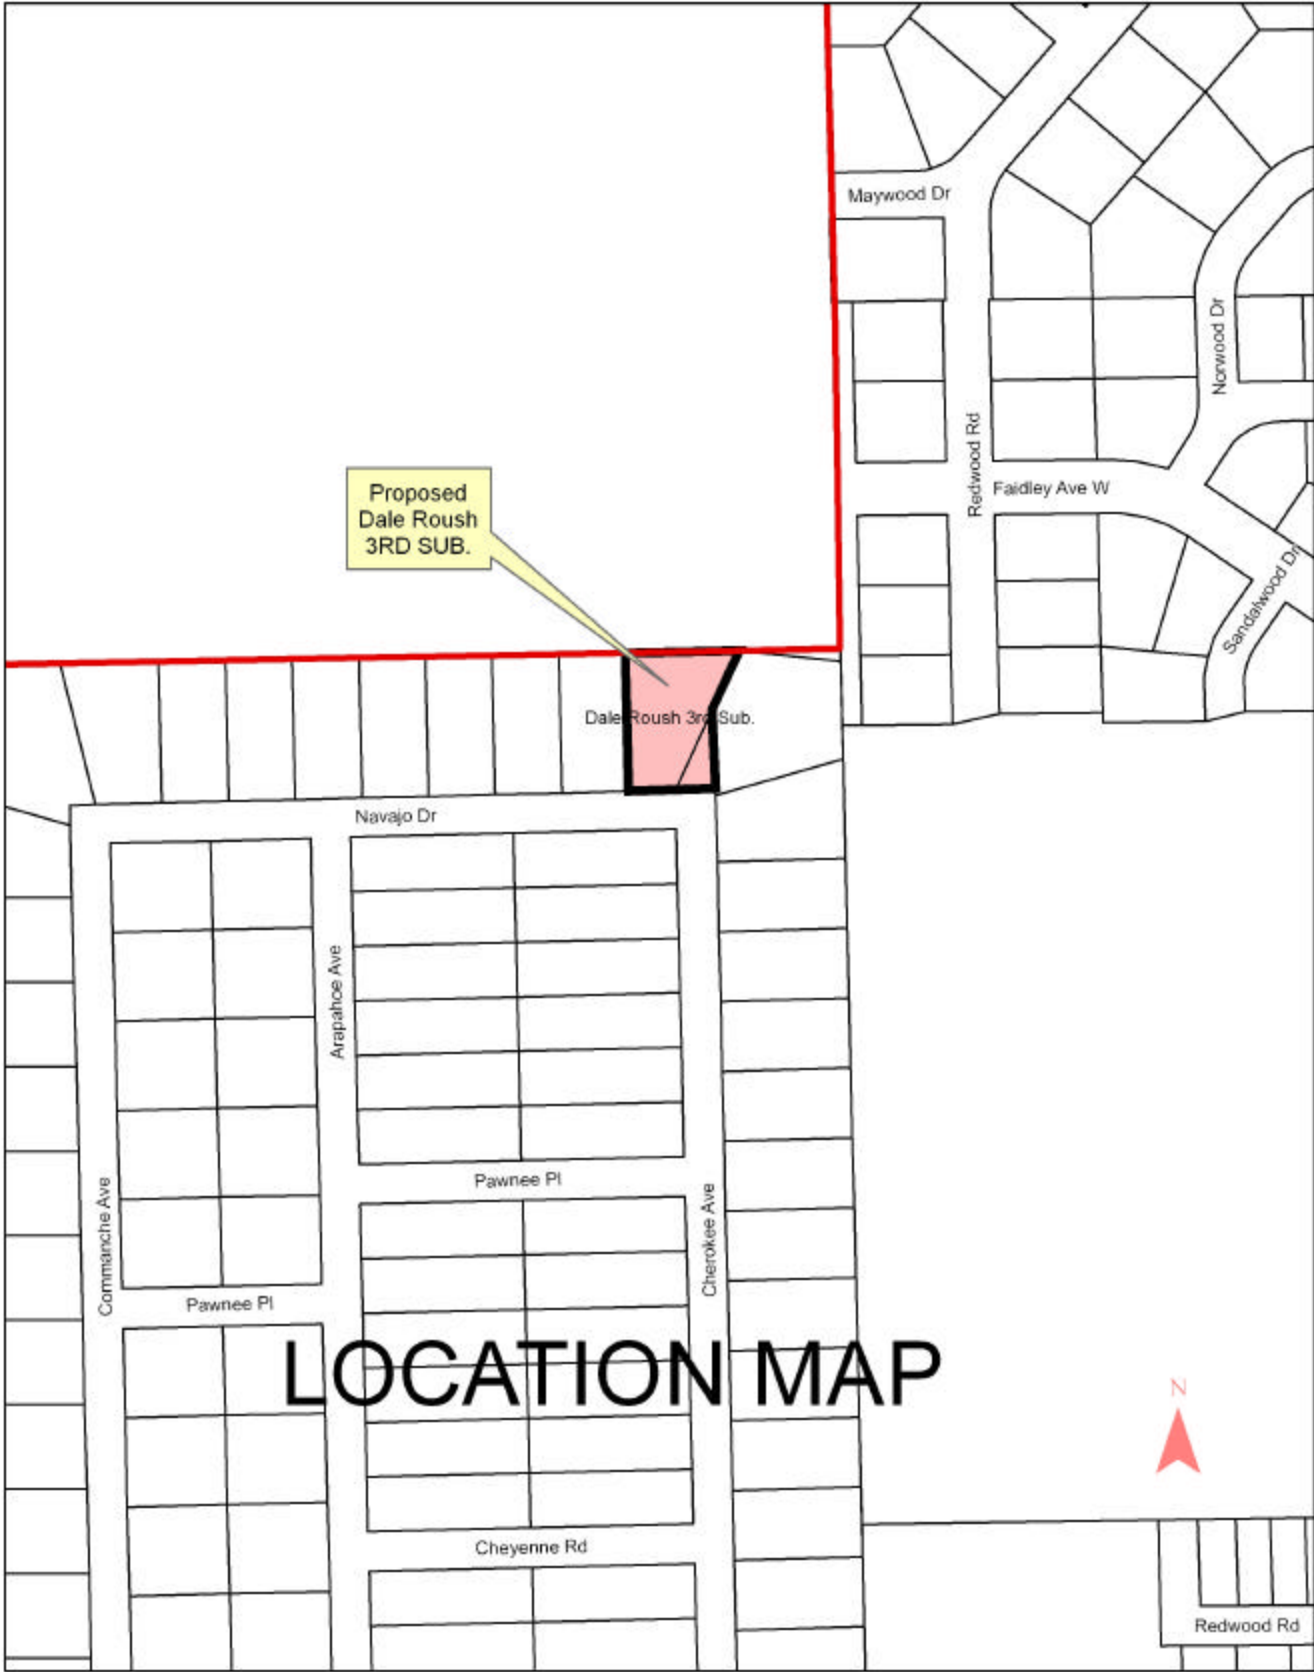 Maywood Dr
Norwood Dr
Redwood Rd
Faidley Ave W
Proposed
Dale Roush
3RD SUB.
Sandalwood Dr
Dale Roush 3rd Sub.
Navajo Dr
Arapahoe Ave
Pawnee Pl
Commanche Ave
Cherokee Ave
Pawnee Pl
LOCATION MAP
N
Cheyenne Rd
Redwood Rd